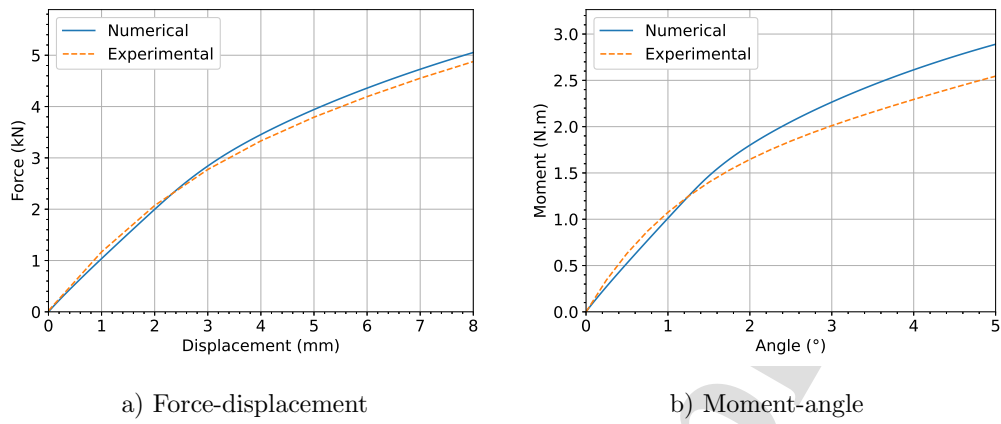 Numerical
Experimental
Force (kN)
5
4
3
2
1
0
0 1 2 3 4 5 6 7 8
Displacement (mm)
Numerical
Experimental
Moment (N.m)
3.0
2.5
2.0
1.5
1.0
0.5
0.0
0 1 2 3 4 5
Angle (°)
a) Force-displacement
b) Moment-angle